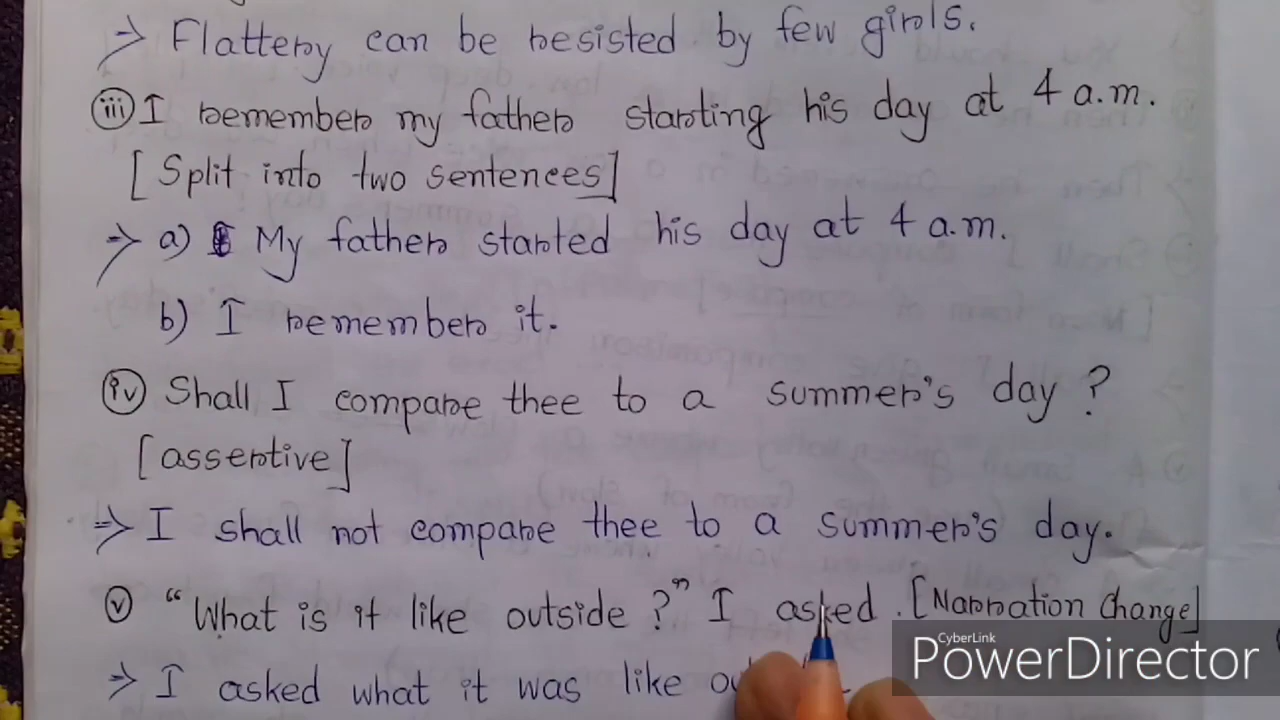 => Flattery can be resisted by few girls.
(iii) I remember my father starting his day at 4 a.m.
[Split into two sentences]
=> a) My father started his day at 4 a.m.
b) I remember it.
(iv) Shall I compare thee to a summer's day?
[assertive]
=> I shall not compare thee to a summer's day.
(v) "What is it like outside?" I asked. [Narration Change]
=> I asked what it was like
CyberLink
PowerDirector